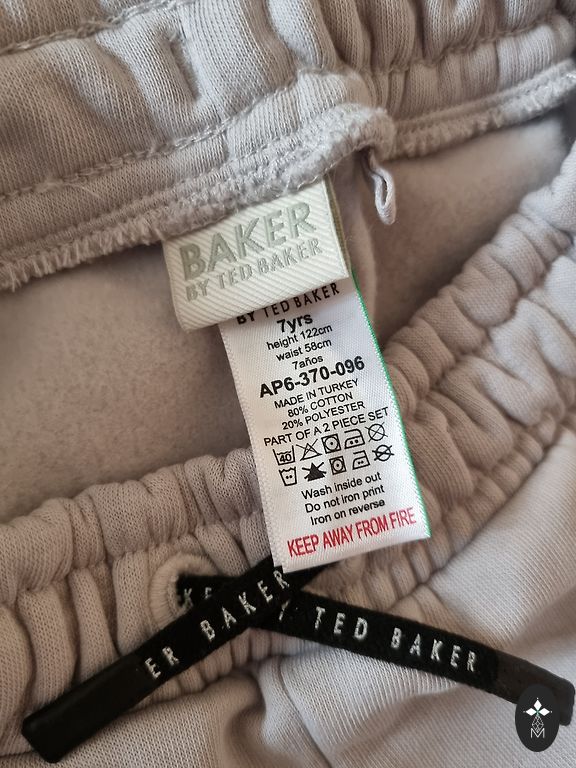 BAKER
BY TED BAKER
BY TED BAKER
7yrs
height 122cm
waist 58cm
7años
AP6-370-096
MADE IN TURKEY
80% COTTON
20% POLYESTER
PART OF A 2 PIECE SET
40
Wash inside out
Do not iron print
Iron on reverse
KEEP AWAY FROM FIRE
ER BAKER
TED BAKER
M